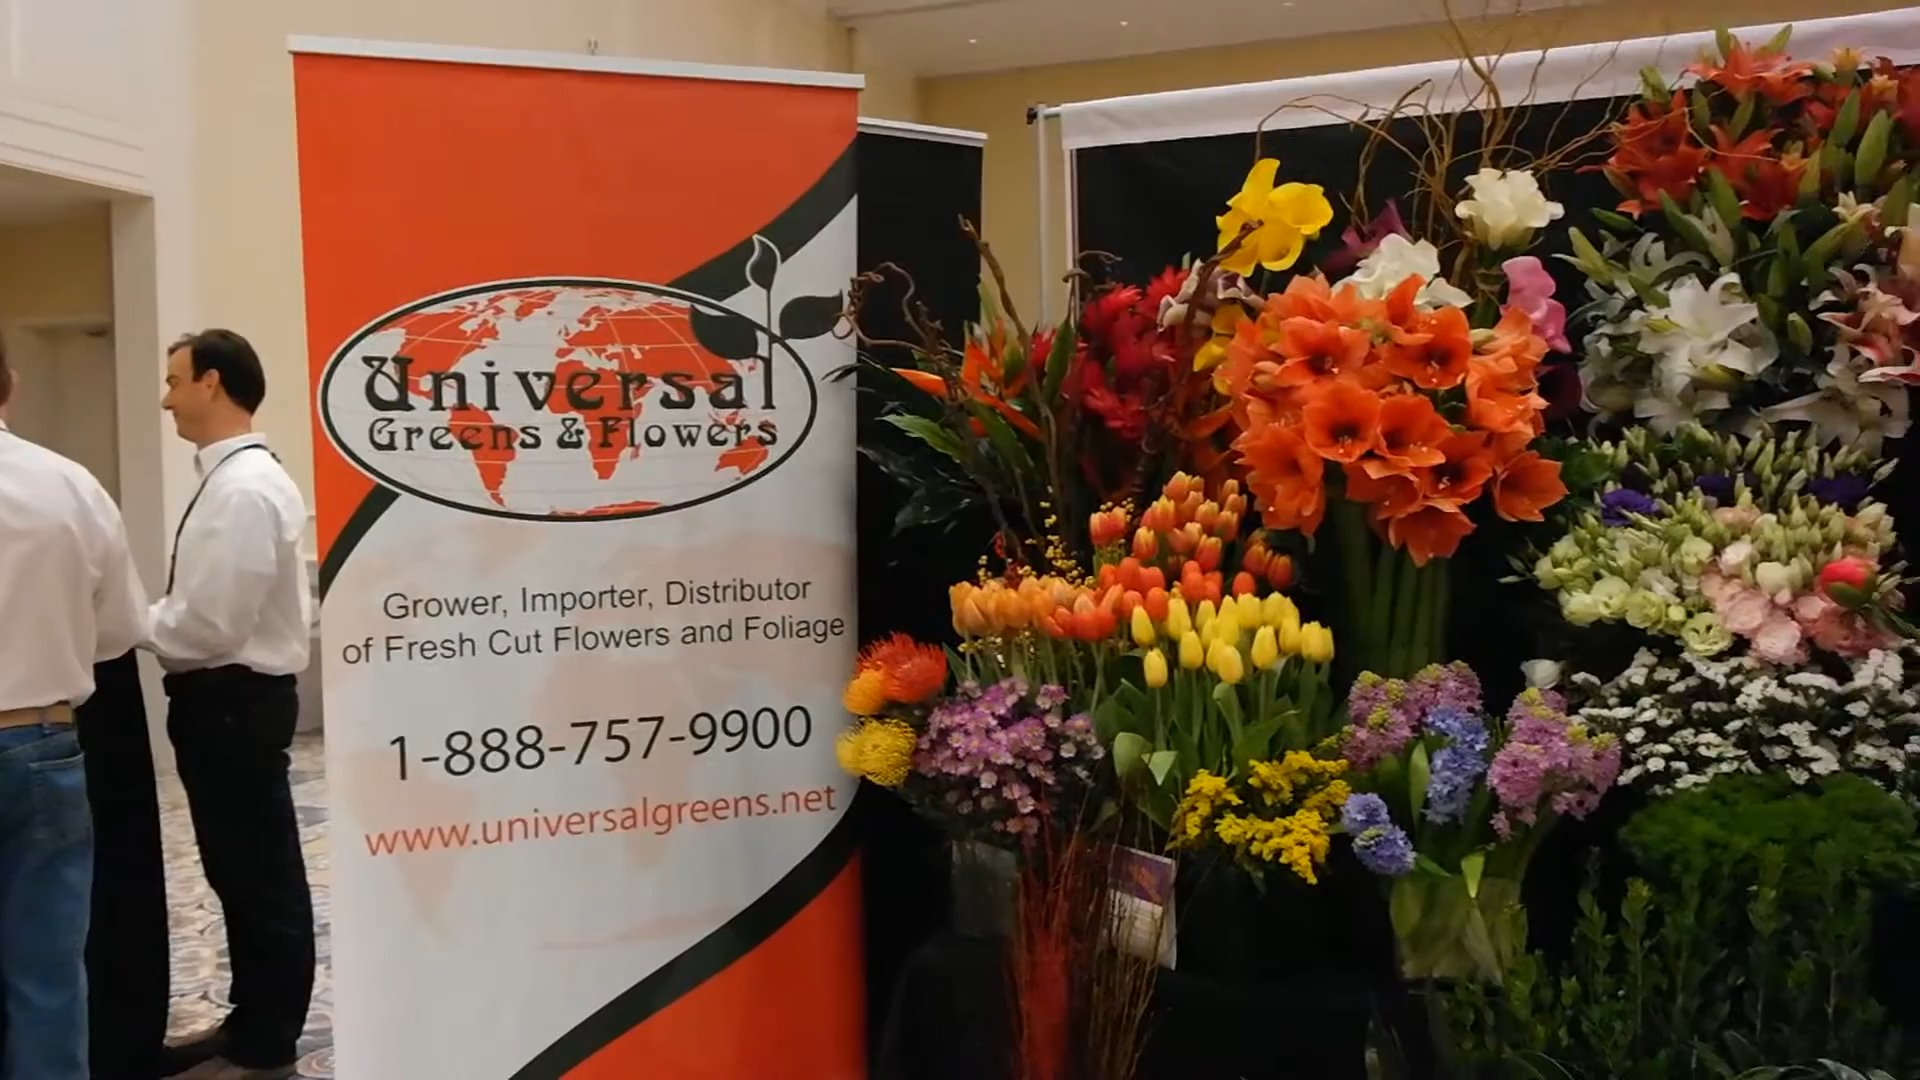 Universal
Greens & Flowers
Grower, Importer, Distributor
of Fresh Cut Flowers and Foliage
1-888-757-9900
www.universalgreens.net